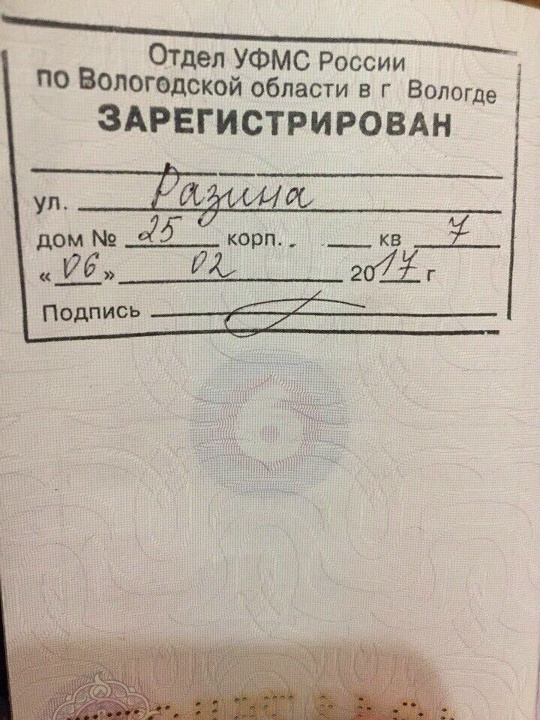 Отдел УФМС России
по Вологодской области в г Вологде
ЗАРЕГИСТРИРОВАН
ул. Разина
дом № 25 корп. . кв 7
«06» 02 2017 г
Подпись